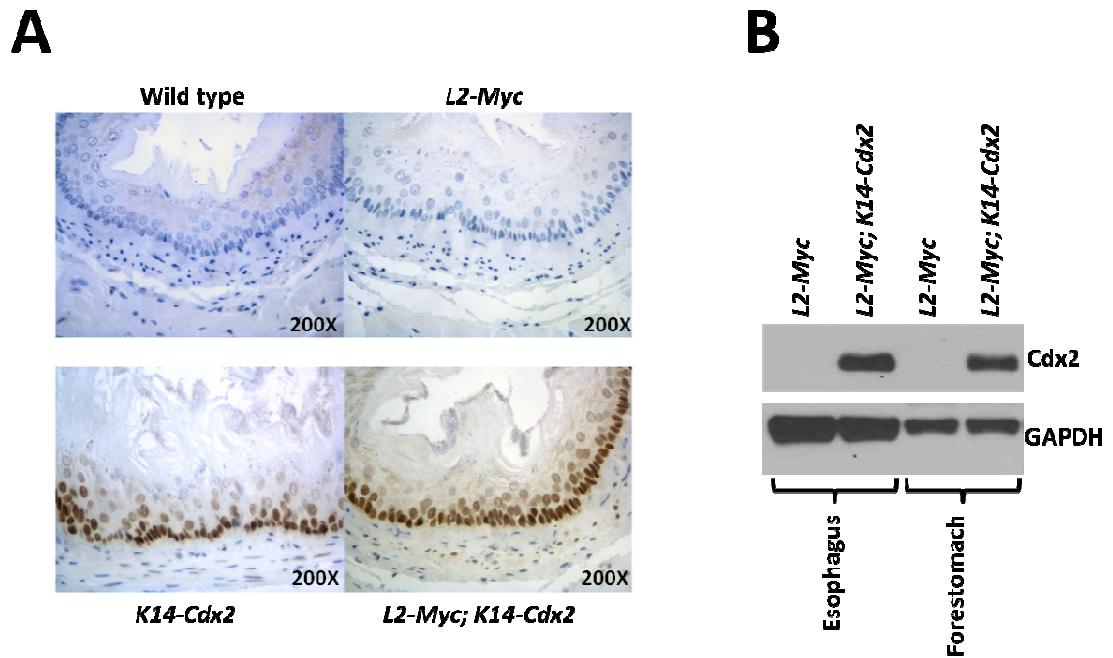 A
B
Wild type
L2-Myc
200X
200X
200X
200X
K14-Cdx2
L2-Myc; K14-Cdx2
L2-Myc
L2-Myc; K14-Cdx2
L2-Myc
L2-Myc; K14-Cdx2
Cdx2
GAPDH
Esophagus
Forestomach